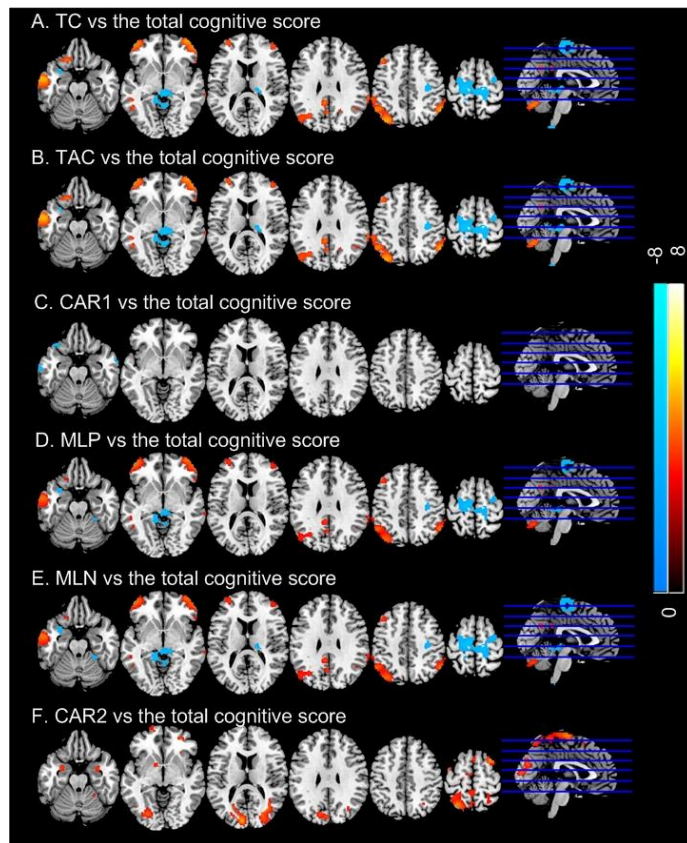 A. TC vs the total cognitive score
B. TAC vs the total cognitive score
C. CAR1 vs the total cognitive score
D. MLP vs the total cognitive score
E. MLN vs the total cognitive score
F. CAR2 vs the total cognitive score
-8
8
0